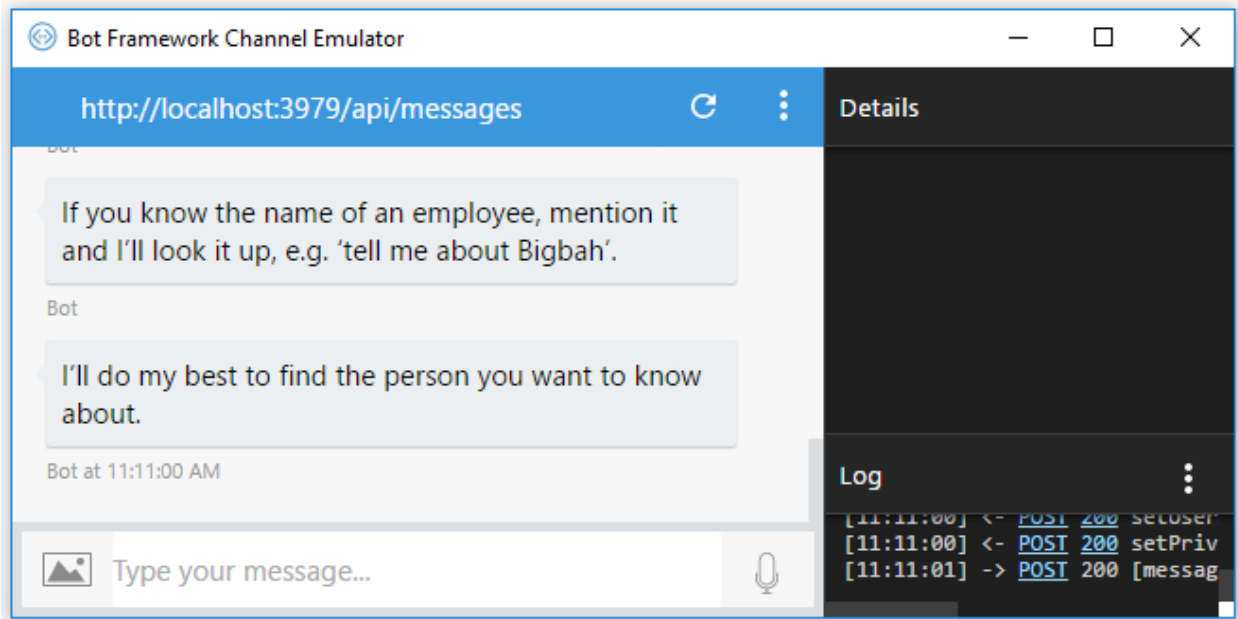 Bot Framework Channel Emulator
http://localhost:3979/api/messages
Details
Bot
If you know the name of an employee, mention it
and I’ll look it up, e.g. ‘tell me about Bigbah’.
Bot
I’ll do my best to find the person you want to know
about.
Bot at 11:11:00 AM
Type your message...
Log
[11:11:00] <- POST 200 setUser
[11:11:00] <- POST 200 setPriv
[11:11:01] -> POST 200 [messag